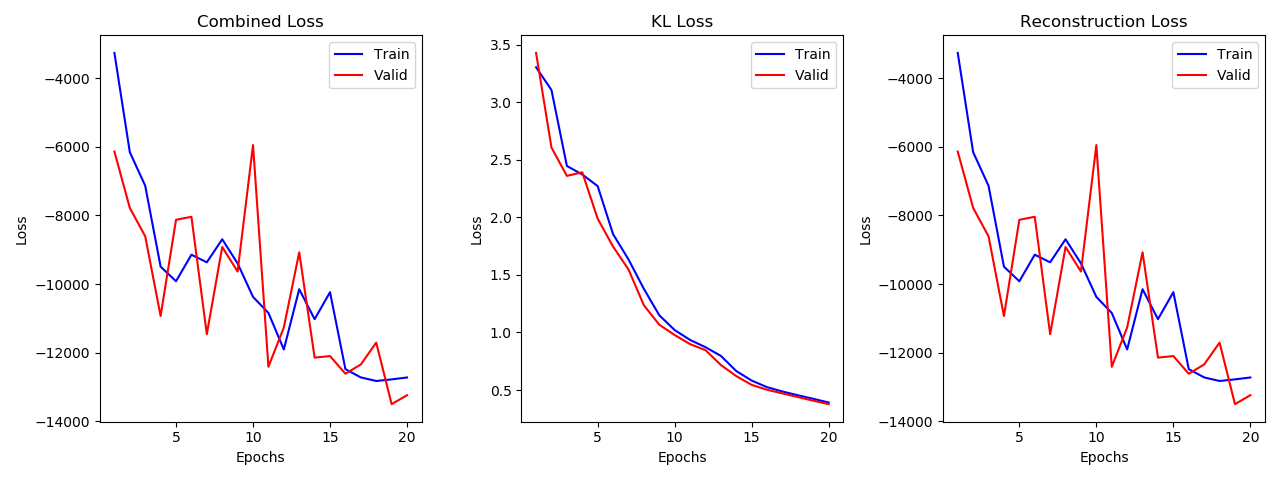 Combined Loss
Train
Valid
−4000
−6000
−8000
−10000
−12000
−14000
Loss
5
10
15
20
Epochs
KL Loss
Train
Valid
3.5
3.0
2.5
2.0
1.5
1.0
0.5
Loss
5
10
15
20
Epochs
Reconstruction Loss
Train
Valid
−4000
−6000
−8000
−10000
−12000
−14000
Loss
5
10
15
20
Epochs